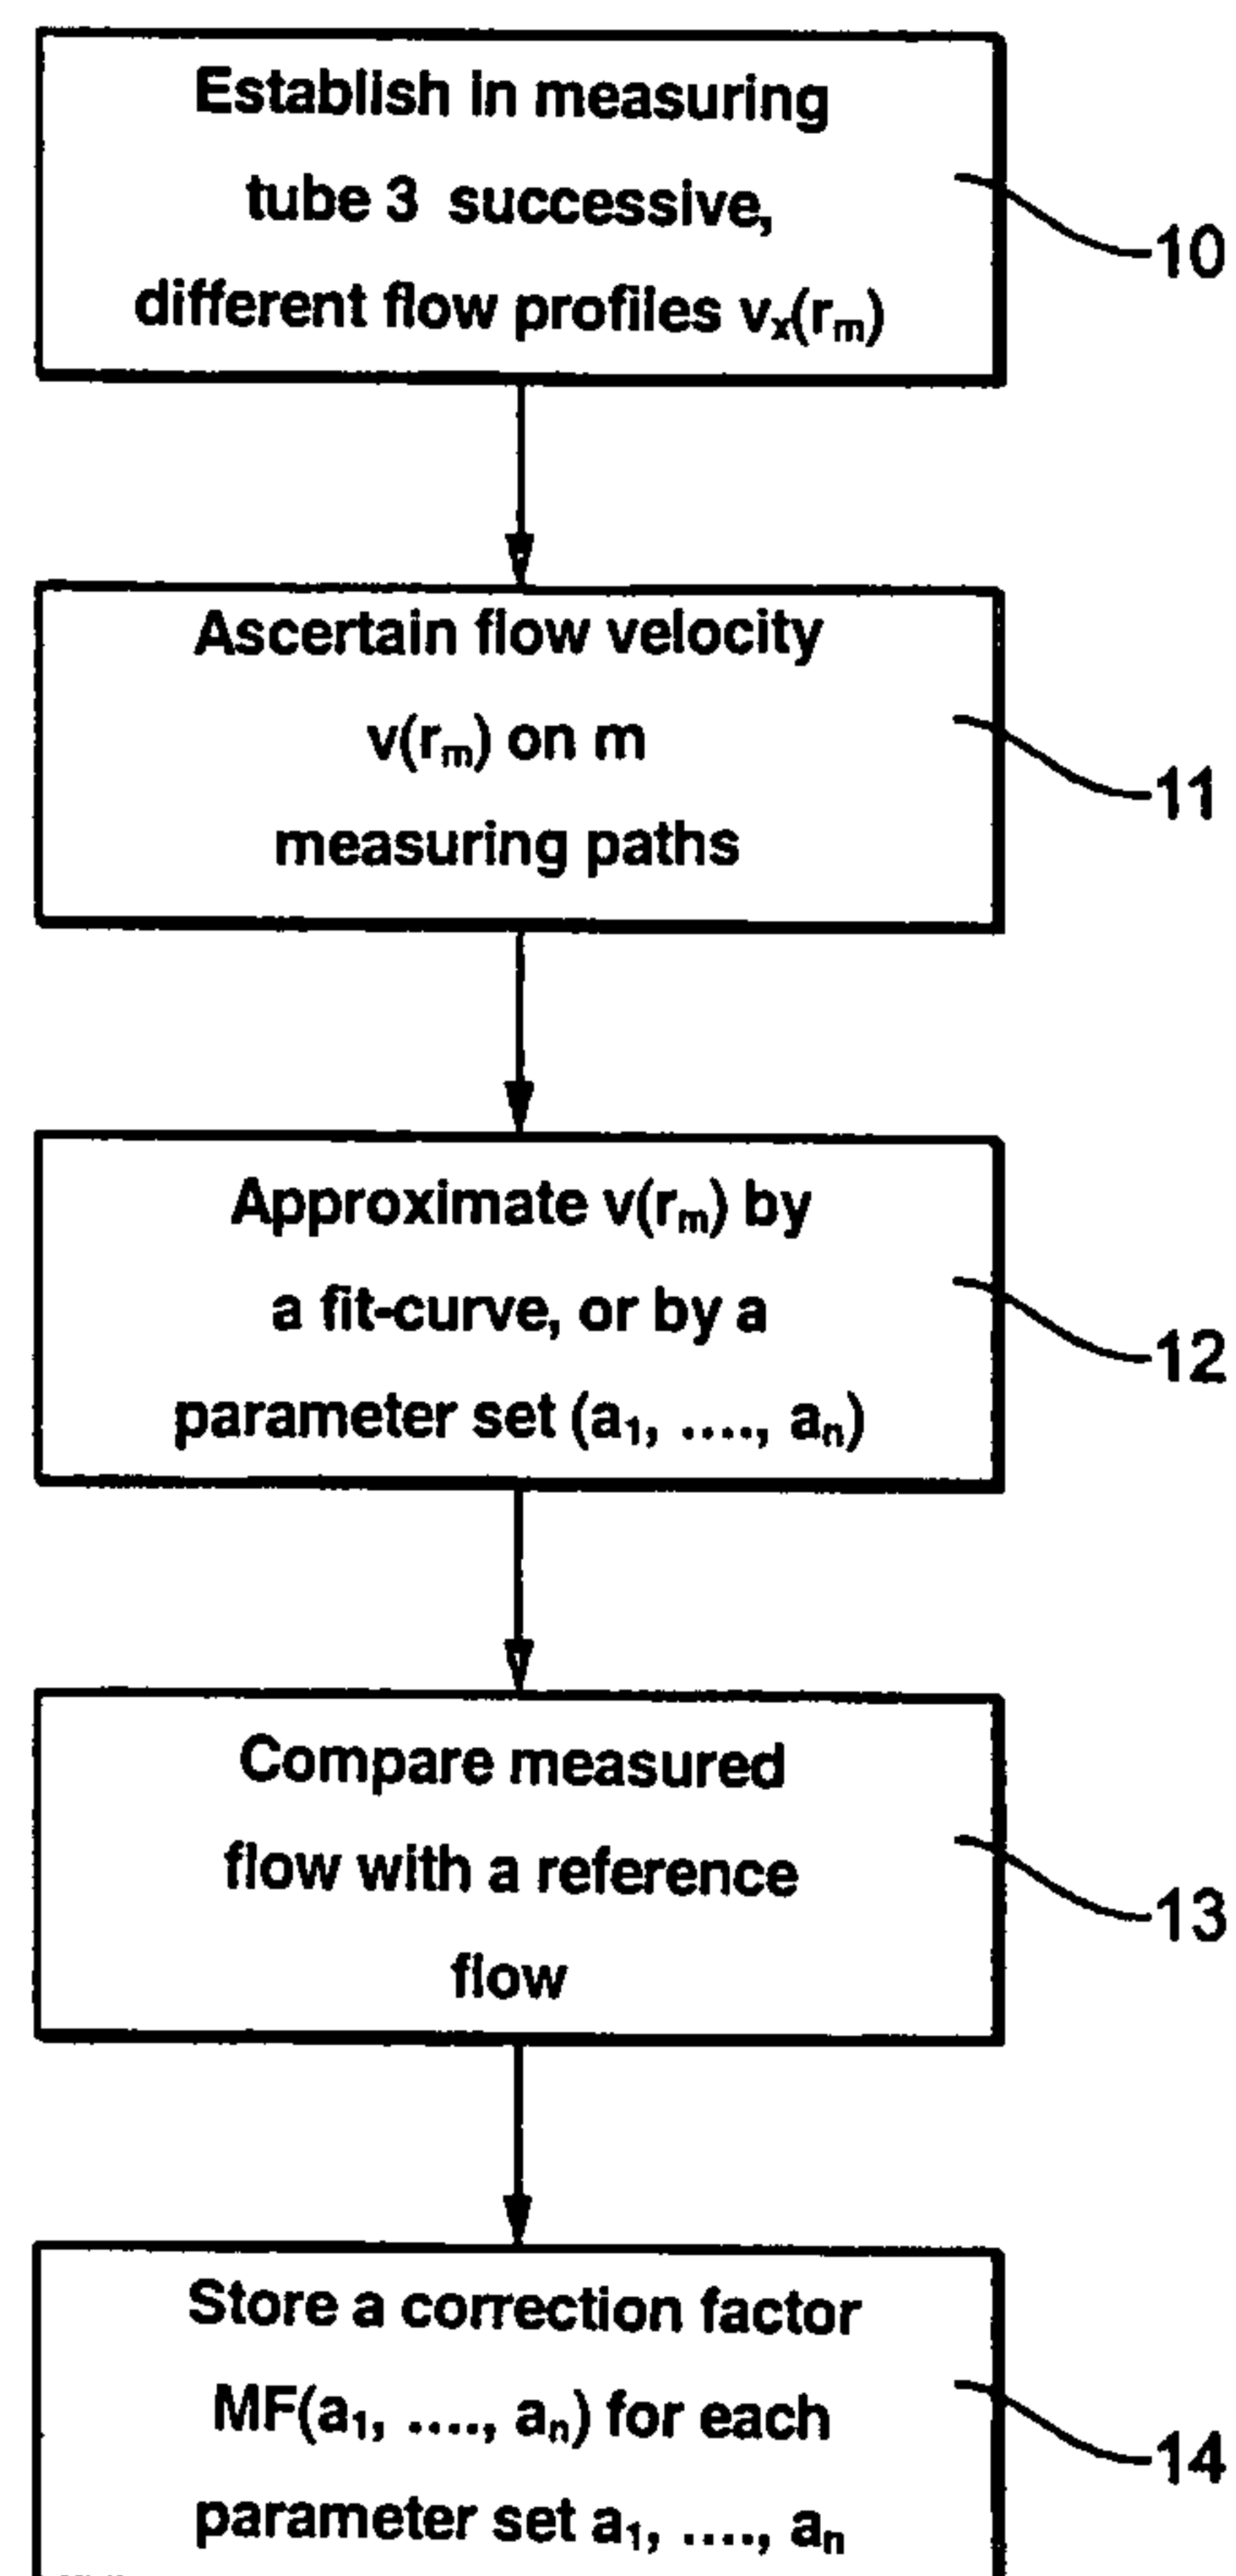 Establish in measuring
tube 3 successive,
different flow profiles vₓ(rₘ)
10
Ascertain flow velocity
v(rₘ) on m
measuring paths
11
Approximate v(rₘ) by
a fit-curve, or by a
parameter set (a₁, ...., aₙ)
12
Compare measured
flow with a reference
flow
13
Store a correction factor
MF(a₁, ...., aₙ) for each
parameter set a₁, ...., aₙ
14